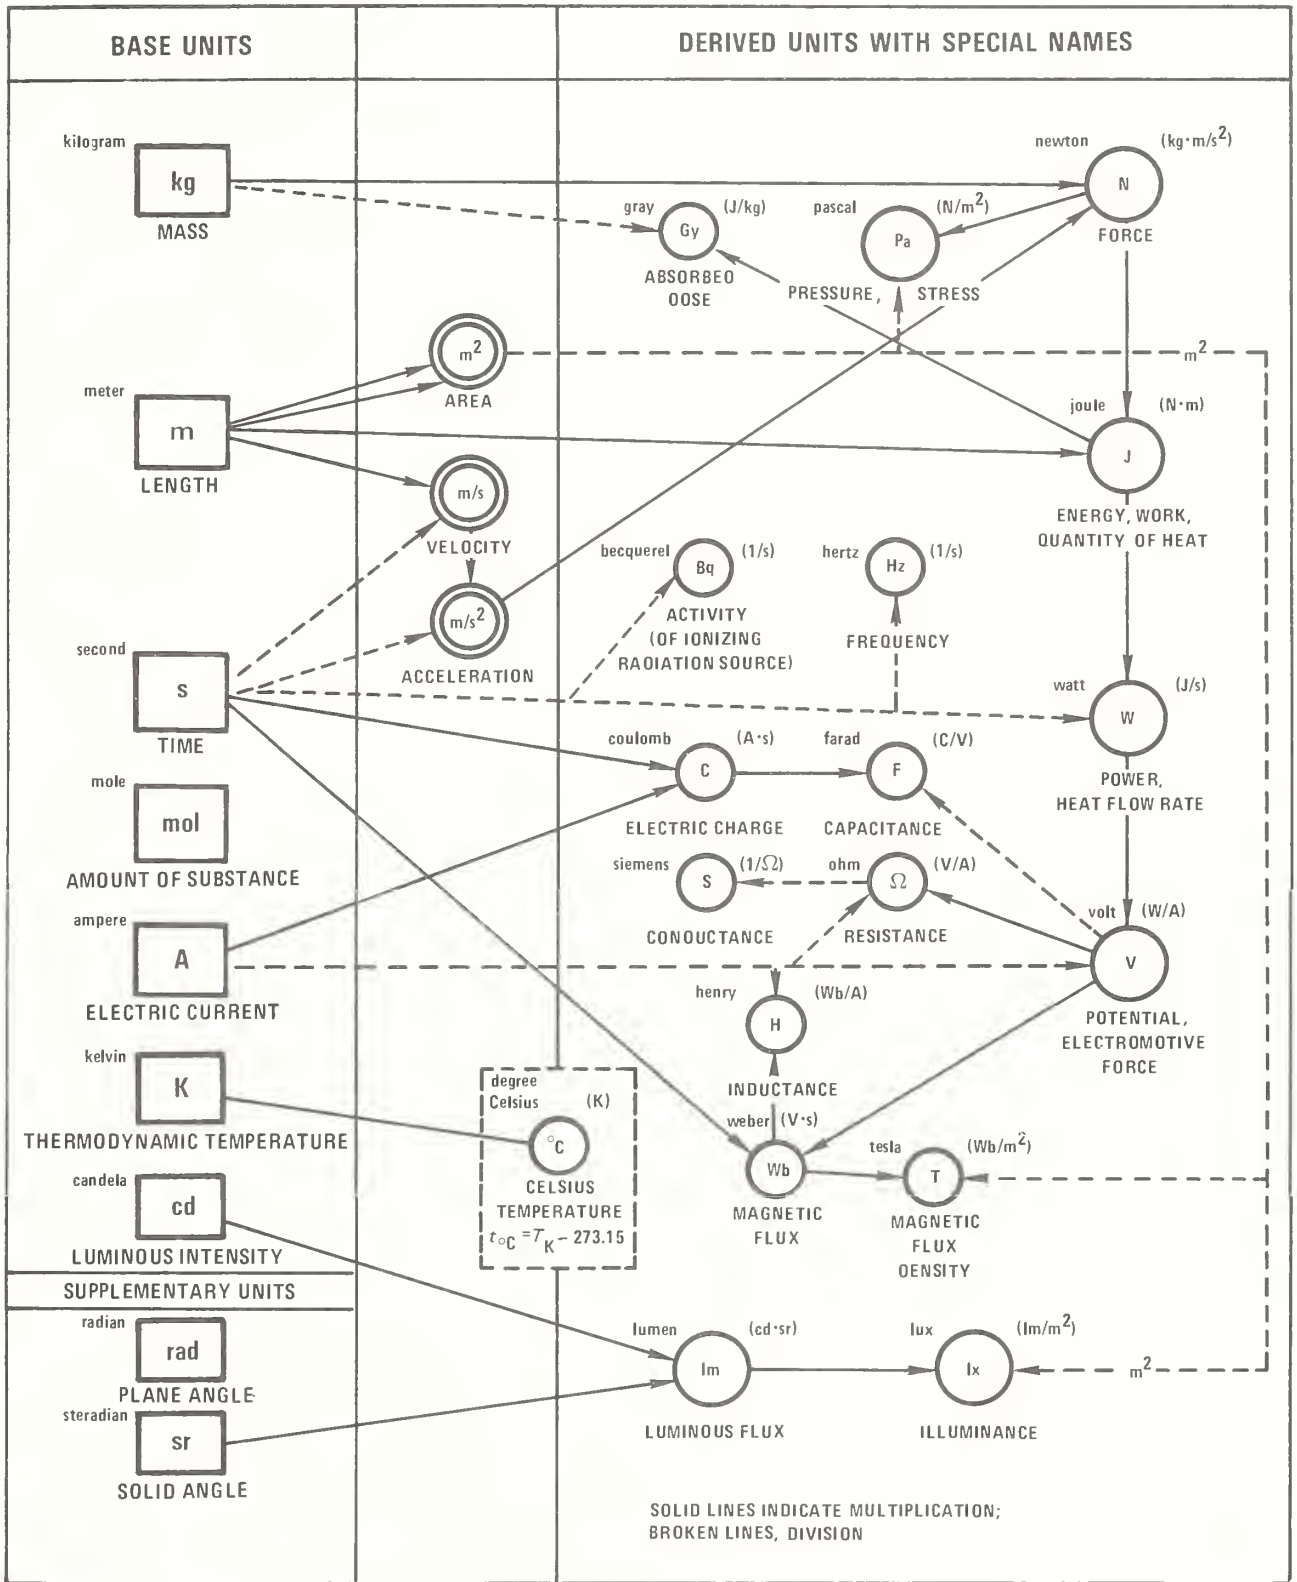 BASE UNITS
DERIVED UNITS WITH SPECIAL NAMES
kilogram
kg
MASS
newton
(kg·m/s²)
N
FORCE
gray
(J/kg)
Gy
ABSORBEO
OOSE
pascal
(N/m²)
Pa
PRESSURE, STRESS
m²
AREA
m²
meter
m
LENGTH
joule
(N·m)
J
ENERGY, WORK,
QUANTITY OF HEAT
m/s
VELOCITY
becquerel
(1/s)
Bq
ACTIVITY
(OF IONIZING
RAOIATION SOURCE)
hertz
(1/s)
Hz
FREQUENCY
m/s²
ACCELERATION
second
s
TIME
watt
(J/s)
W
POWER,
HEAT FLOW RATE
coulomb
(A·s)
C
ELECTRIC CHARGE
farad
(C/V)
F
CAPACITANCE
mole
mol
AMOUNT OF SUBSTANCE
siemens
(1/Ω)
S
CONOUCTANCE
ohm
(V/A)
Ω
RESISTANCE
ampere
A
ELECTRIC CURRENT
volt
(W/A)
V
POTENTIAL,
ELECTROMOTIVE
FORCE
henry
(Wb/A)
H
INDUCTANCE
kelvin
K
THERMODYNAMIC TEMPERATURE
degree
Celsius
(K)
°C
CELSIUS
TEMPERATURE
t°C = TK – 273.15
weber
(V·s)
Wb
MAGNETIC
FLUX
tesla
(Wb/m²)
T
MAGNETIC
FLUX
OENSITY
candela
cd
LUMINOUS INTENSITY
SUPPLEMENTARY UNITS
radian
rad
PLANE ANGLE
lumen
(cd·sr)
lm
LUMINOUS FLUX
lux
(lm/m²)
lx
ILLUMINANCE
m²
steradian
sr
SOLID ANGLE
SOLID LINES INDICATE MULTIPLICATION;
BROKEN LINES, DIVISION